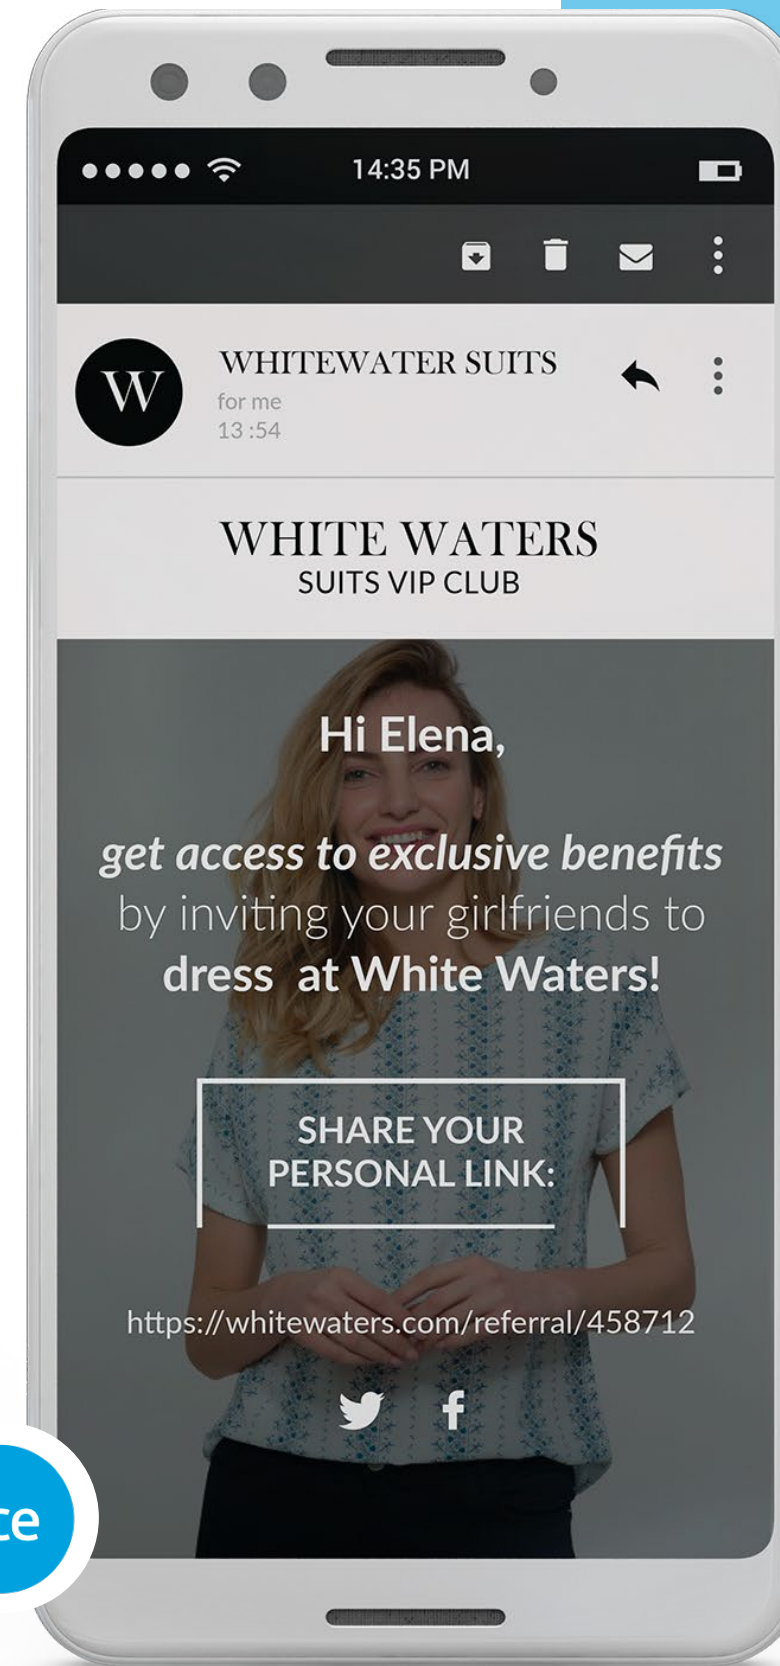 14:35 PM
W
WHITEWATER SUITS
for me
13 :54
WHITE WATERS
SUITS VIP CLUB
Hi Elena,
get access to exclusive benefits
by inviting your girlfriends to
dress  at White Waters!
SHARE YOUR
PERSONAL LINK:
https://whitewaters.com/referral/458712